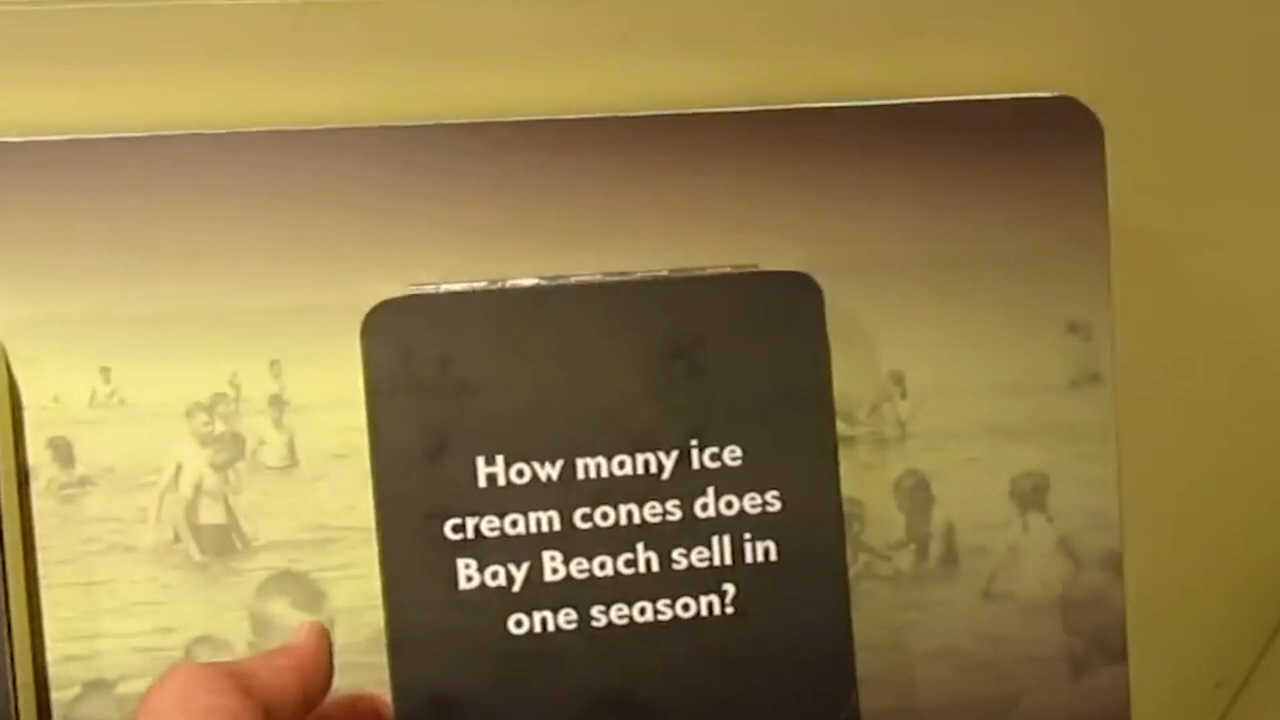 How many ice
cream cones does
Bay Beach sell in
one season?